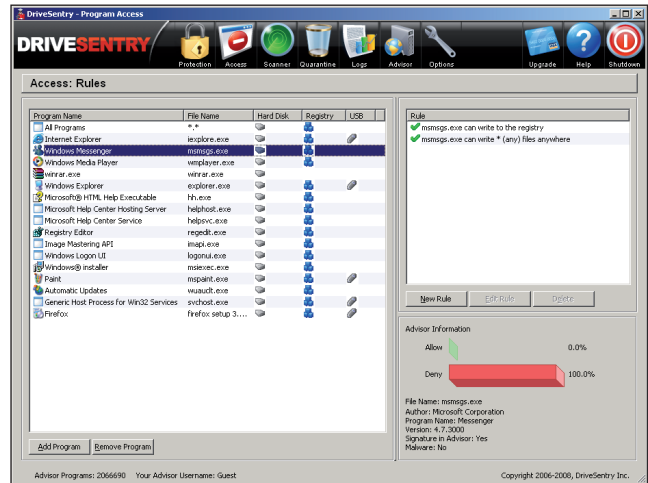 DriveSentry - Program Access
DRIVESENTRY
Protection Access Scanner Quarantine Logs Advisor Options Upgrade Help Shutdown
Access: Rules
Program Name File Name Hard Disk Registry USB
All Programs *.*
Internet Explorer iexplore.exe
Windows Messenger msmsgs.exe
Windows Media Player wmplayer.exe
winrar.exe winrar.exe
Windows Explorer explorer.exe
Microsoft® HTML Help Executable hh.exe
Microsoft Help Center Hosting Server helphost.exe
Microsoft Help Center Service helpsvc.exe
Registry Editor regedit.exe
Image Mastering API imapi.exe
Windows Logon UI logonui.exe
Windows® installer msiexec.exe
Paint mspaint.exe
Automatic Updates wuauclt.exe
Generic Host Process for Win32 Services svchost.exe
Firefox firefox setup 3....
Add Program Remove Program
Rule
msmsgs.exe can write to the registry
msmsgs.exe can write * (any) files anywhere
New Rule Edit Rule Delete
Advisor Information
Allow 0.0%
Deny 100.0%
File Name: msmsgs.exe
Author: Microsoft Corporation
Program Name: Messenger
Version: 4.7.3000
Signature in Advisor: Yes
Malware: No
Advisor Programs: 2066690 Your Advisor Username: Guest Copyright 2006-2008, DriveSentry Inc.